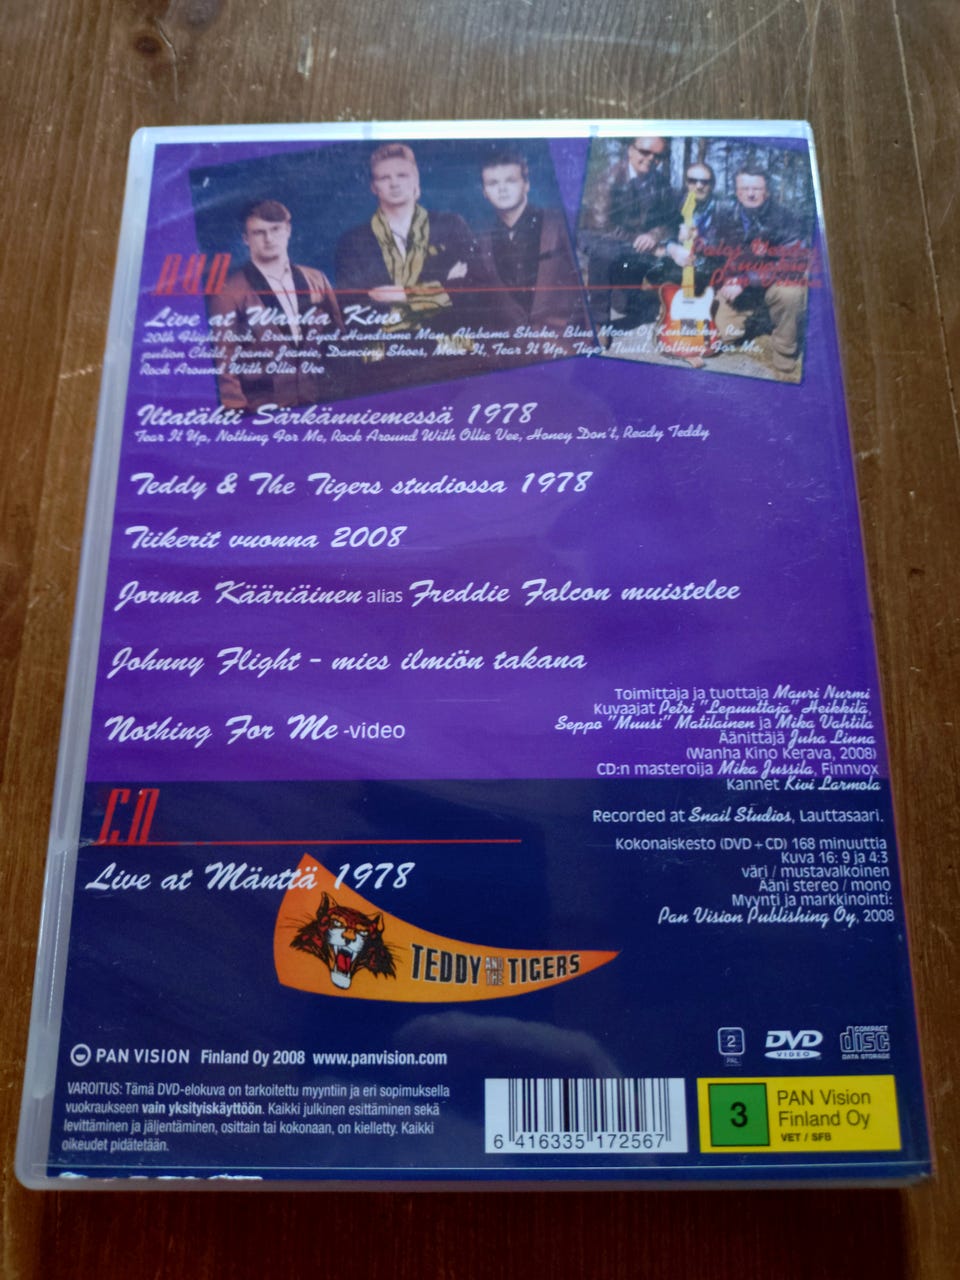 DVD
Live at Wanha Kino
20th Flight Rock, Brown Eyed Handsome Man, Alabama Shake, Blue Moon Of Kentucky, Re-
pution Child, Jeanie Jeanie, Dancing Shoes, Move It, Tear It Up, Tiger Twist, Nothing For Me,
Rock Around With Ollie Vee
Iltatähti Särkänniemessä 1978
Tear It Up, Nothing For Me, Rock Around With Ollie Vee, Honey Don't, Ready Teddy
Teddy & The Tigers studiossa 1978
Tiikerit vuonna 2008
Jorma Kääriäinen alias Freddie Falcon muistelee
Johnny Flight - mies ilmiön takana
Nothing For Me -video
Toimittaja ja tuottaja Mauri Nurmi
Kuvaajat Petri "Lepuuttaja" Heikkilä,
Seppo "Muusi" Matilainen ja Mika Vahtila
Äänittäjä Juha Linna
(Wanha Kino Kerava, 2008)
CD:n masteroija Mika Jussila, Finnvox
Kannet Kivi Larmola
CD
Recorded at Snail Studios, Lauttasaari.
Live at Mänttä 1978
Kokonaiskesto (DVD+CD) 168 minuuttia
Kuva 16: 9 ja 4:3
väri / mustavalkoinen
Ääni stereo / mono
Myynti ja markkinointi:
Pan Vision Publishing Oy, 2008
TEDDY AND THE TIGERS
PAN VISION Finland Oy 2008 www.panvision.com
2
PAL
DVD
VIDEO
COMPACT
disc
DATA STORAGE
VAROITUS: Tämä DVD-elokuva on tarkoitettu myyntiin ja eri sopimuksella
vuokraukseen vain yksityiskäyttöön. Kaikki julkinen esittäminen sekä
levittäminen ja jäljentäminen, osittain tai kokonaan, on kielletty. Kaikki
oikeudet pidätetään.
6 416335 172567
3
PAN Vision
Finland Oy
VET / SFB